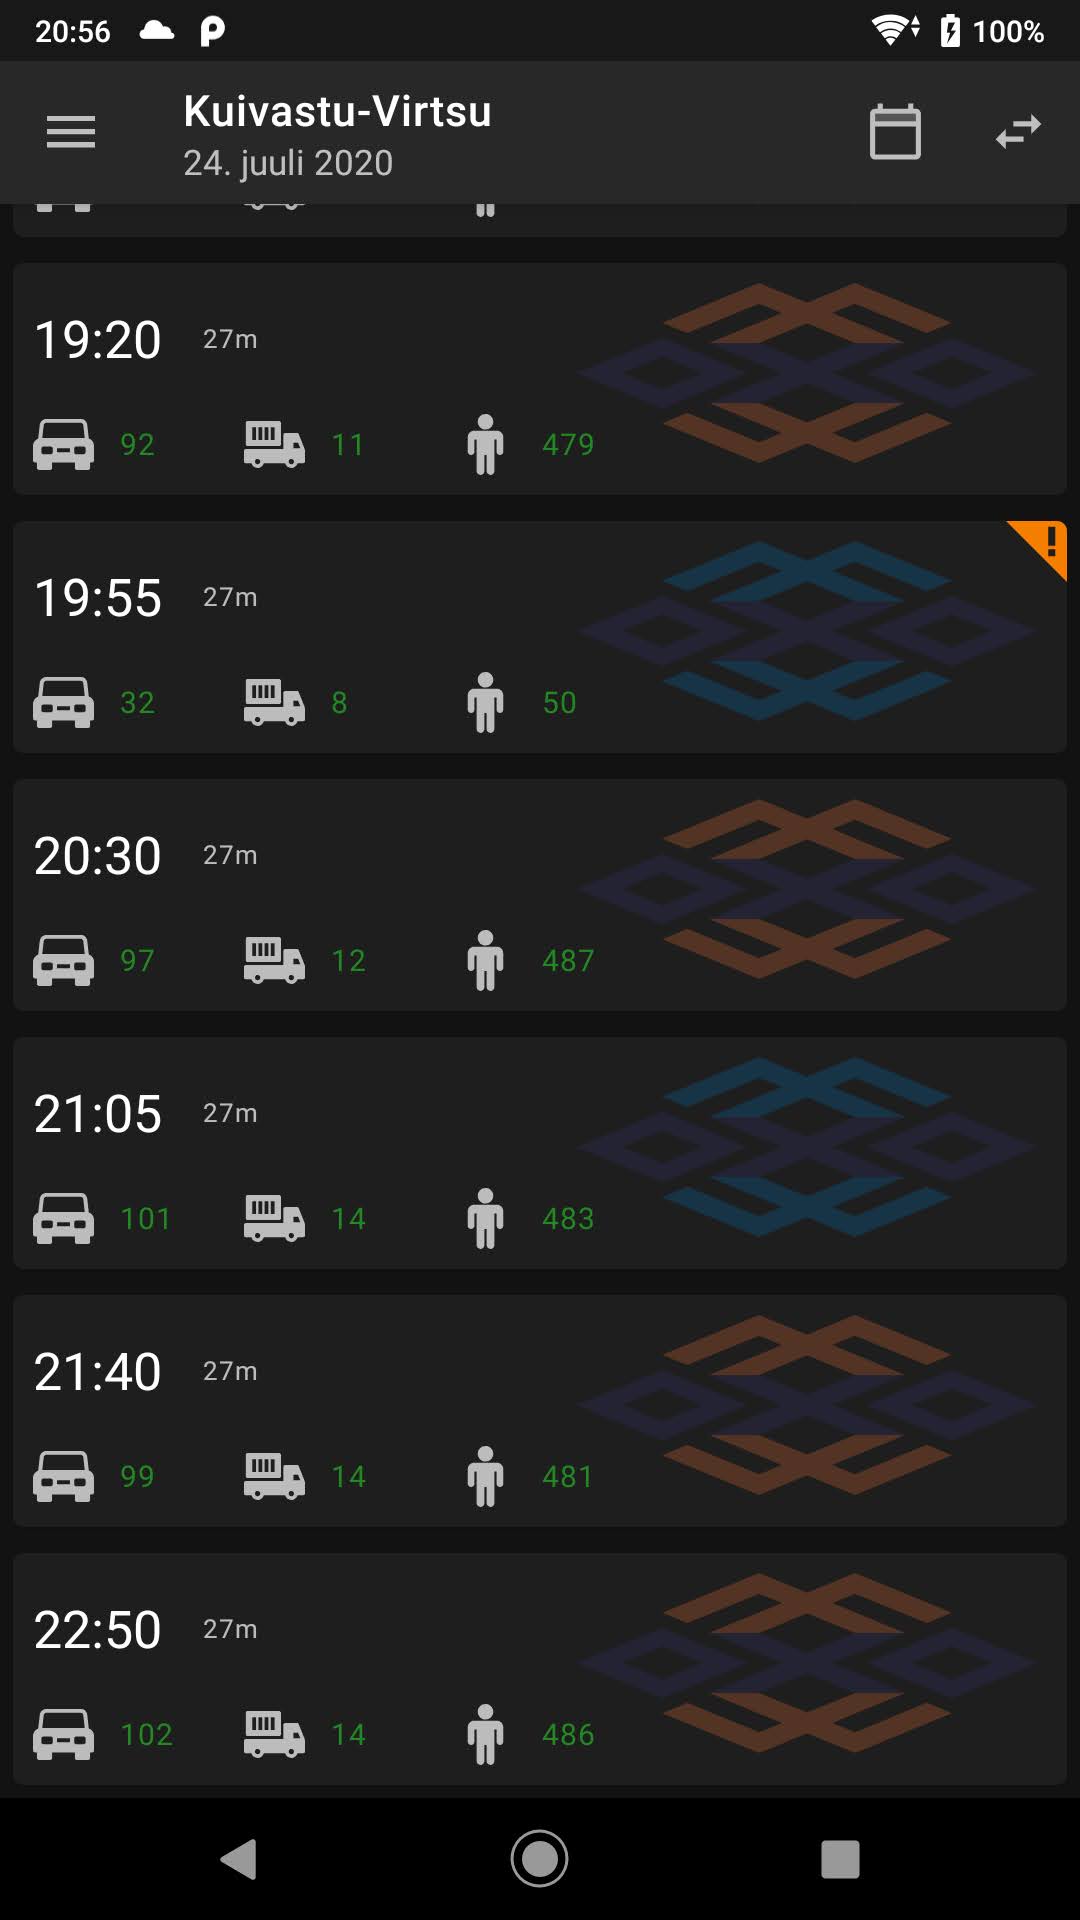 20:56 100%
Kuivastu-Virtsu
24. juuli 2020
19:20 27m
92 11 479
19:55 27m
!
32 8 50
20:30 27m
97 12 487
21:05 27m
101 14 483
21:40 27m
99 14 481
22:50 27m
102 14 486